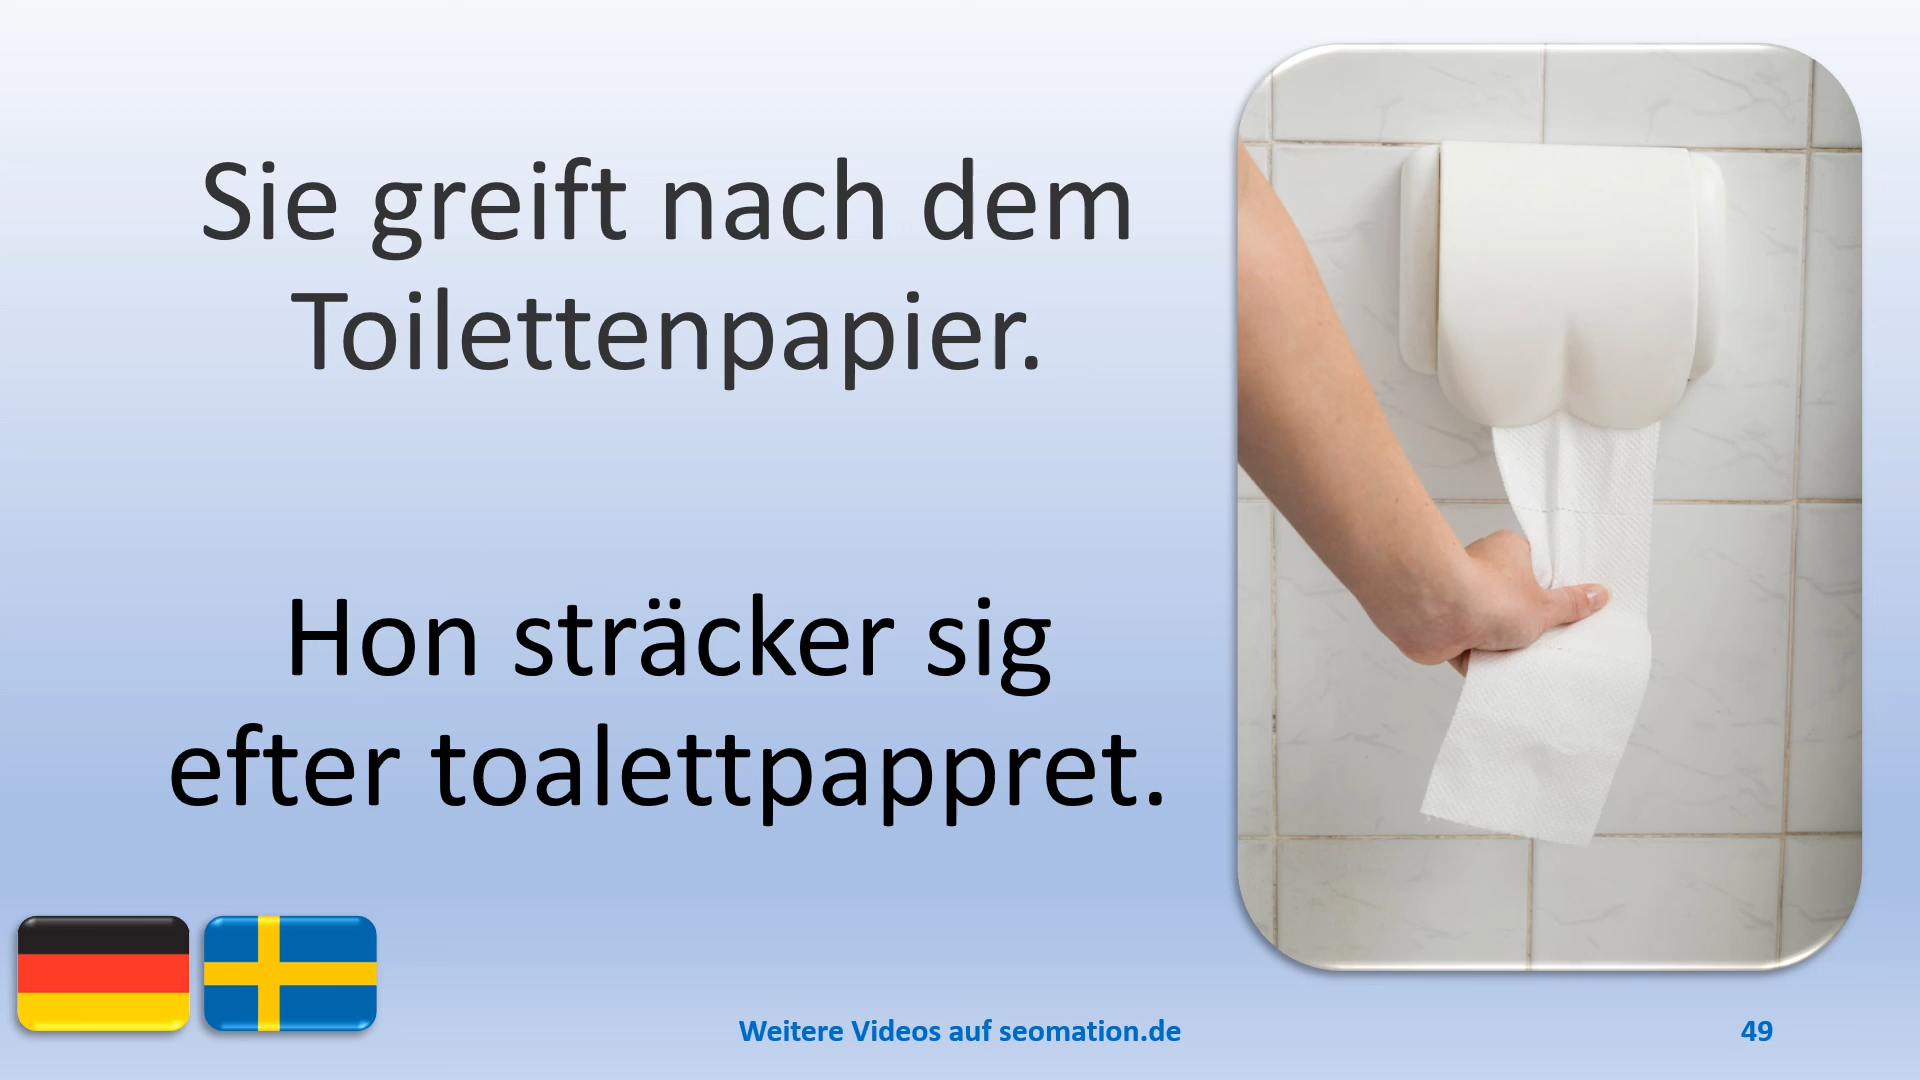 Sie greift nach dem
Toilettenpapier.
Hon sträcker sig
efter toalettpappret.
Weitere Videos auf seomation.de
49